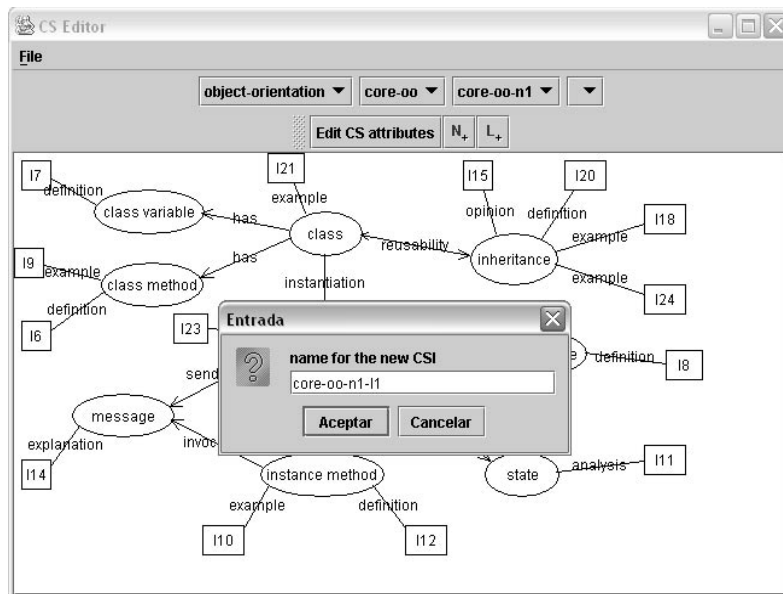 CS Editor
File
object-orientation core-oo core-oo-n1
Edit CS attributes N+ L+
I7 I21 I15 I20
definition example opinion definition
class variable has class reusability inheritance example I18
I9 example class method has instantiation example I24
definition
I6
Entrada
I23 name for the new CSI definition I8
core-oo-n1-l1
send
message Aceptar Cancelar
explanation invoc
I14 instance method state analysis I11
example definition
I10 I12